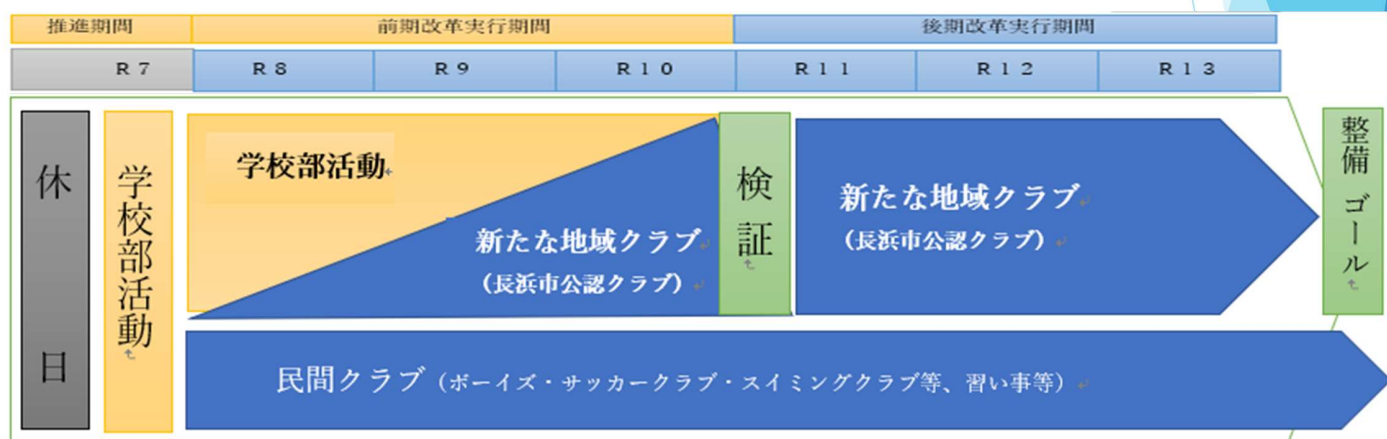 推進期間 前期改革実行期間 後期改革実行期間
R7 R8 R9 R10 R11 R12 R13
休日
学校部活動
学校部活動
新たな地域クラブ
(長浜市公認クラブ)
検証
新たな地域クラブ
(長浜市公認クラブ)
整備 ゴール
民間クラブ(ボーイズ・サッカークラブ・スイミングクラブ等、習い事等)